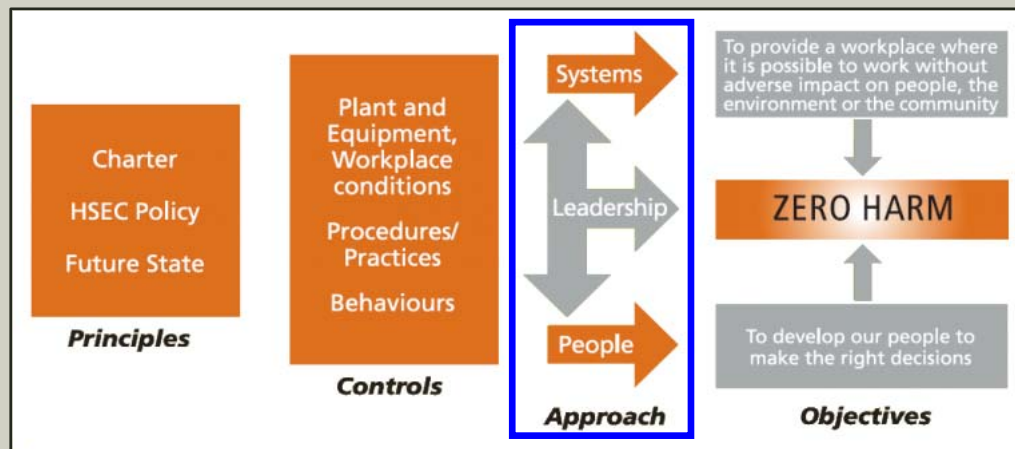 Charter
HSEC Policy
Future State
Principles
Plant and
Equipment,
Workplace
conditions
Procedures/
Practices
Behaviours
Controls
Systems
Leadership
People
Approach
To provide a workplace where
it is possible to work without
adverse impact on people, the
environment or the community
ZERO HARM
To develop our people to
make the right decisions
Objectives